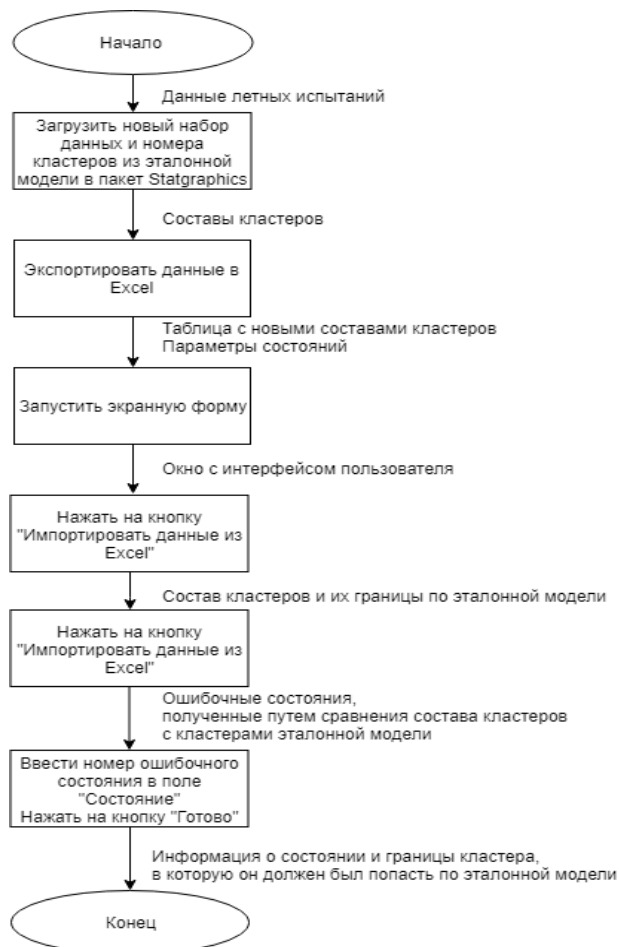 Начало
Данные летных испытаний
Загрузить новый набор
данных и номера
кластеров из эталонной
модели в пакет Statgraphics
Составы кластеров
Экспортировать данные в
Excel
Таблица с новыми составами кластеров
Параметры состояний
Запустить экранную форму
Окно с интерфейсом пользователя
Нажать на кнопку
"Импортировать данные из
Excel"
Состав кластеров и их границы по эталонной модели
Нажать на кнопку
"Импортировать данные из
Excel"
Ошибочные состояния,
полученные путем сравнения состава кластеров
с кластерами эталонной модели
Ввести номер ошибочного
состояния в поле
"Состояние"
Нажать на кнопку "Готово"
Информация о состоянии и границы кластера,
в которую он должен был попасть по эталонной модели
Конец